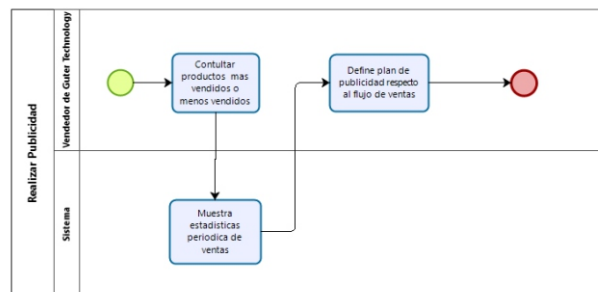 Realizar Publicidad
Vendedor de Guter Technology
Contultar
productos mas
vendidos o
menos vendidos
Define plan de
publicidad respecto
al flujo de ventas
Sistema
Muestra
estadísticas
periodica de
ventas